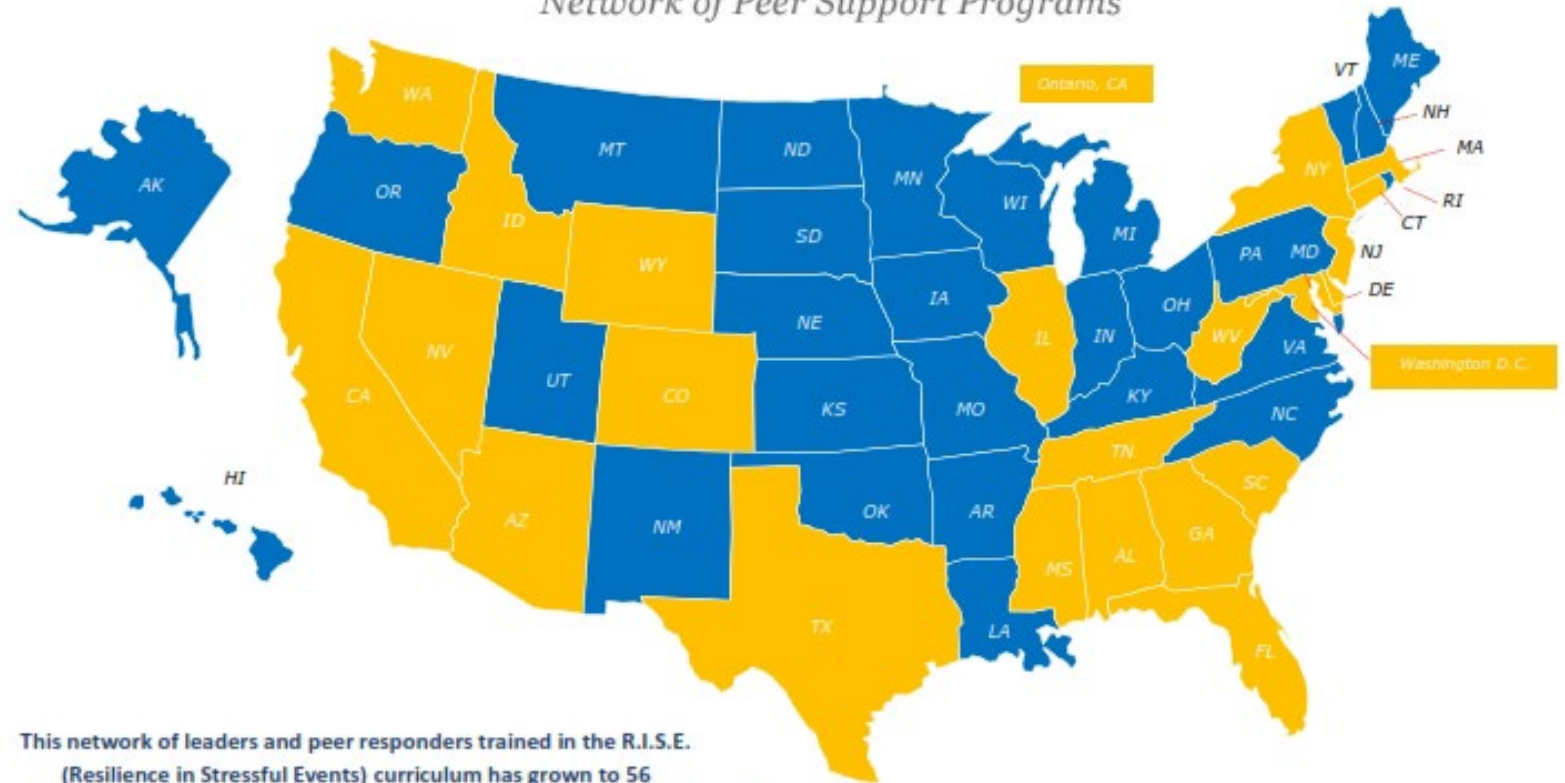 Network of Peer Support Programs
ME
VT
Ontario, CA
WA
NH
MT
ND
MA
NY
MN
AK
OR
WI
RI
ID
CT
SD
MI
PA
MD
NJ
WY
DE
IA
OH
NE
IL
IN
WV
NV
VA
Washington D.C.
UT
CA
CO
KY
KS
MO
NC
TN
HI
SC
AZ
OK
AR
NM
GA
AL
MS
TX
LA
FL
This network of leaders and peer responders trained in the R.I.S.E.
(Resilience in Stressful Events) curriculum has grown to 56